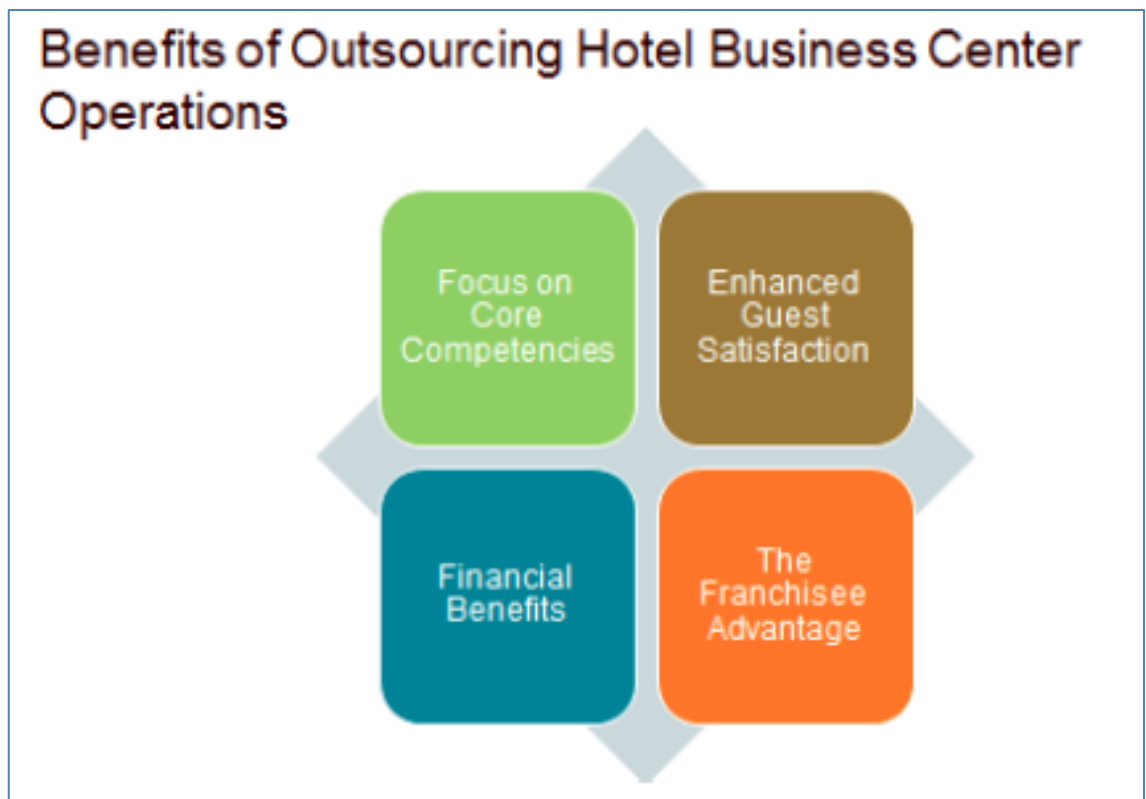 Benefits of Outsourcing Hotel Business Center
Operations
Focus on
Core
Competencies
Enhanced
Guest
Satisfaction
Financial
Benefits
The
Franchisee
Advantage